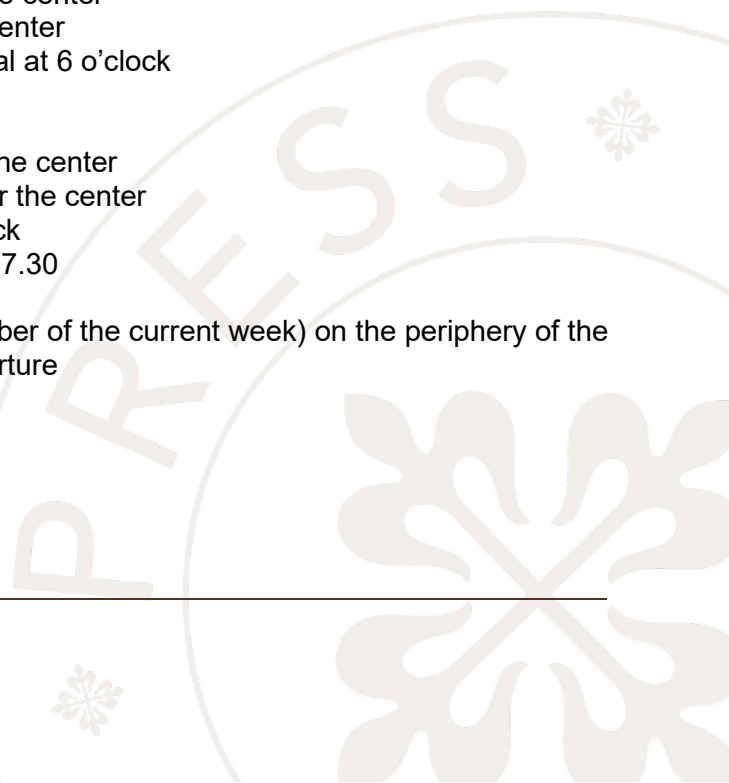 center
enter
al at 6 o’clock
he center
r the center
ck
7.30
ber of the current week) on the periphery of the
rture
PRESS